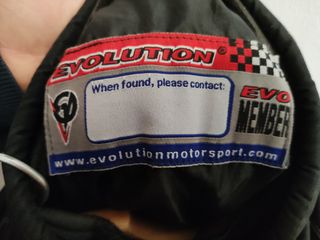 EVOLUTION®
When found, please contact:
EVO
MEMBER
www.evolutionmotorsport.com